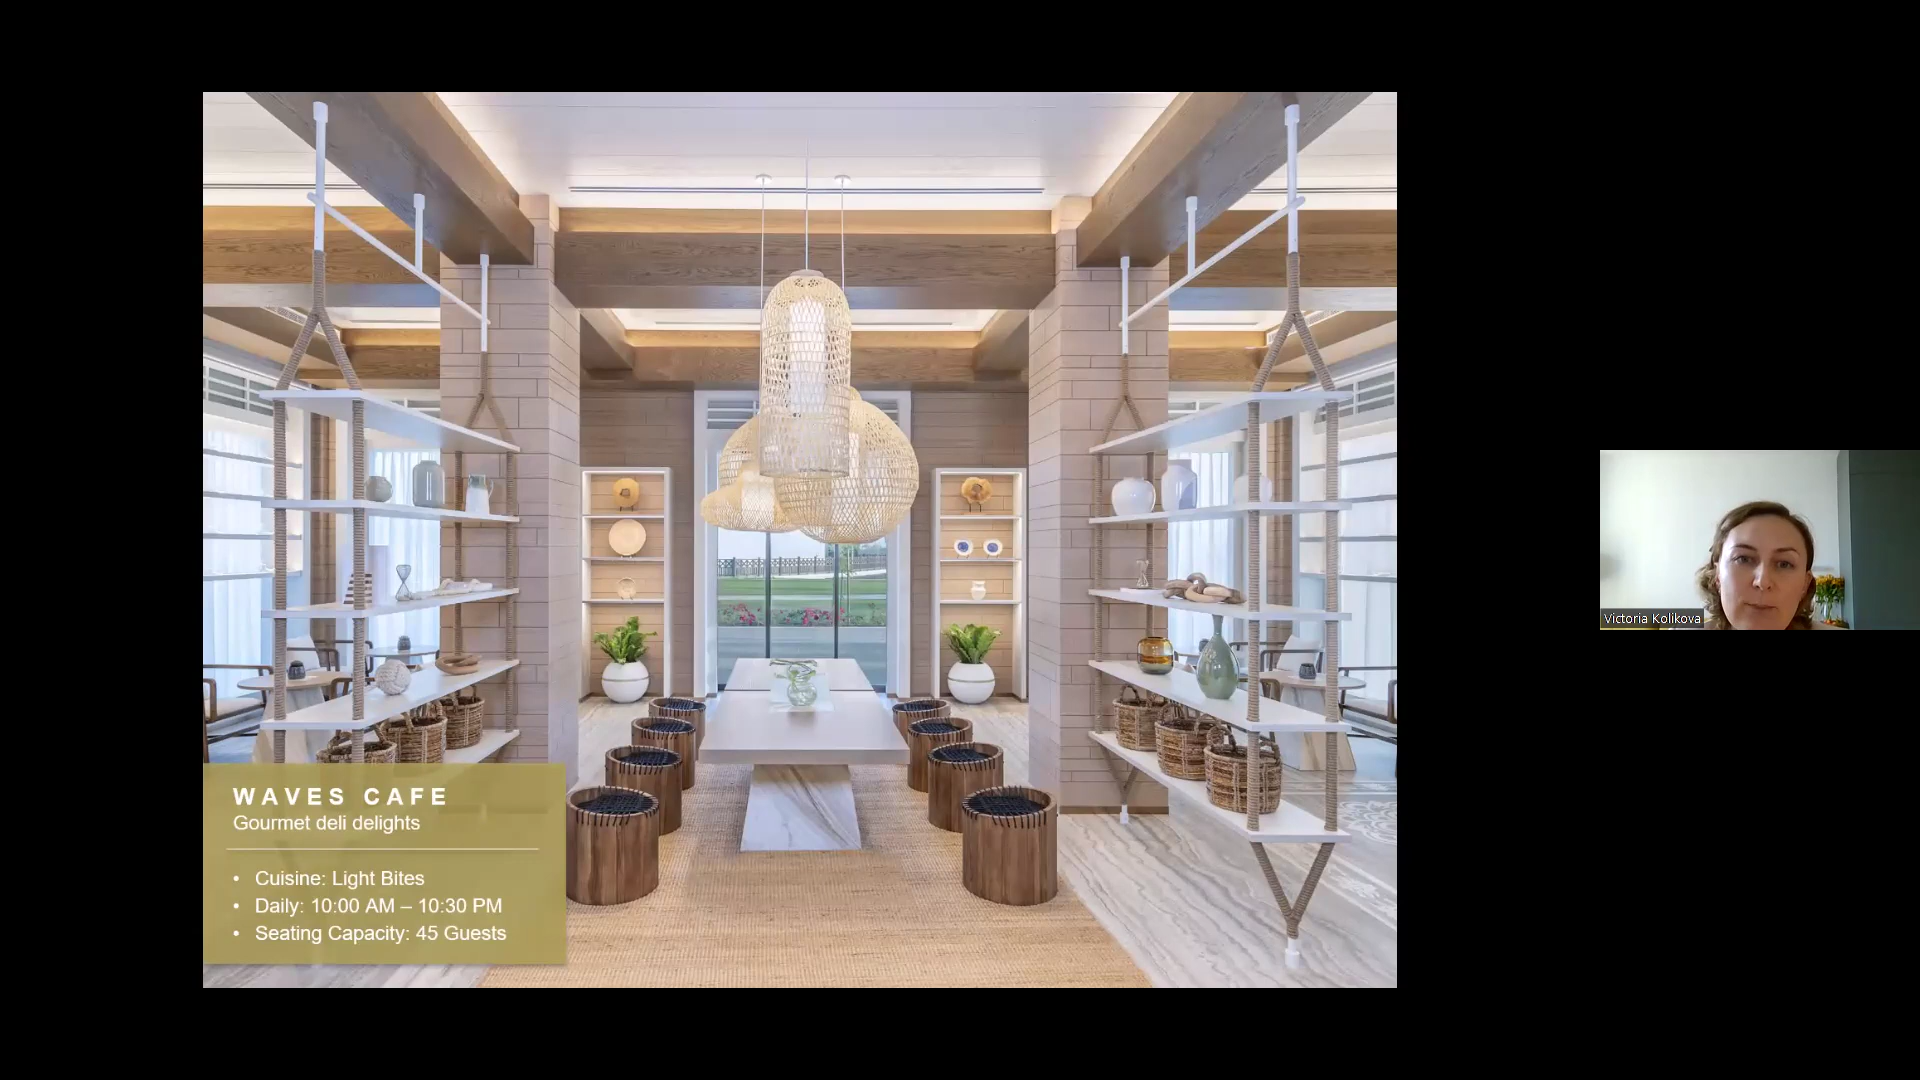 WAVES CAFE
Gourmet deli delights
• Cuisine: Light Bites
• Daily: 10:00 AM – 10:30 PM
• Seating Capacity: 45 Guests
Victoria Kolikova